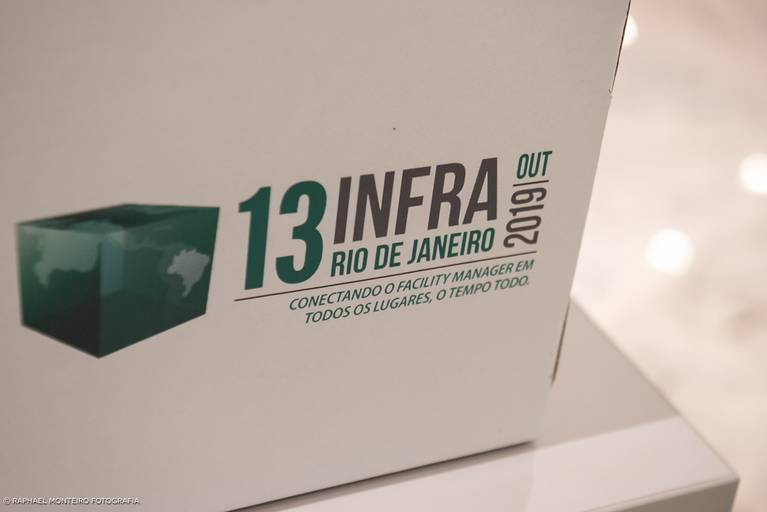 13 INFRA
RIO DE JANEIRO
OUT
2019
CONECTANDO O FACILITY MANAGER EM
TODOS OS LUGARES, O TEMPO TODO.
© RAPHAEL MONTEIRO FOTOGRAFIA